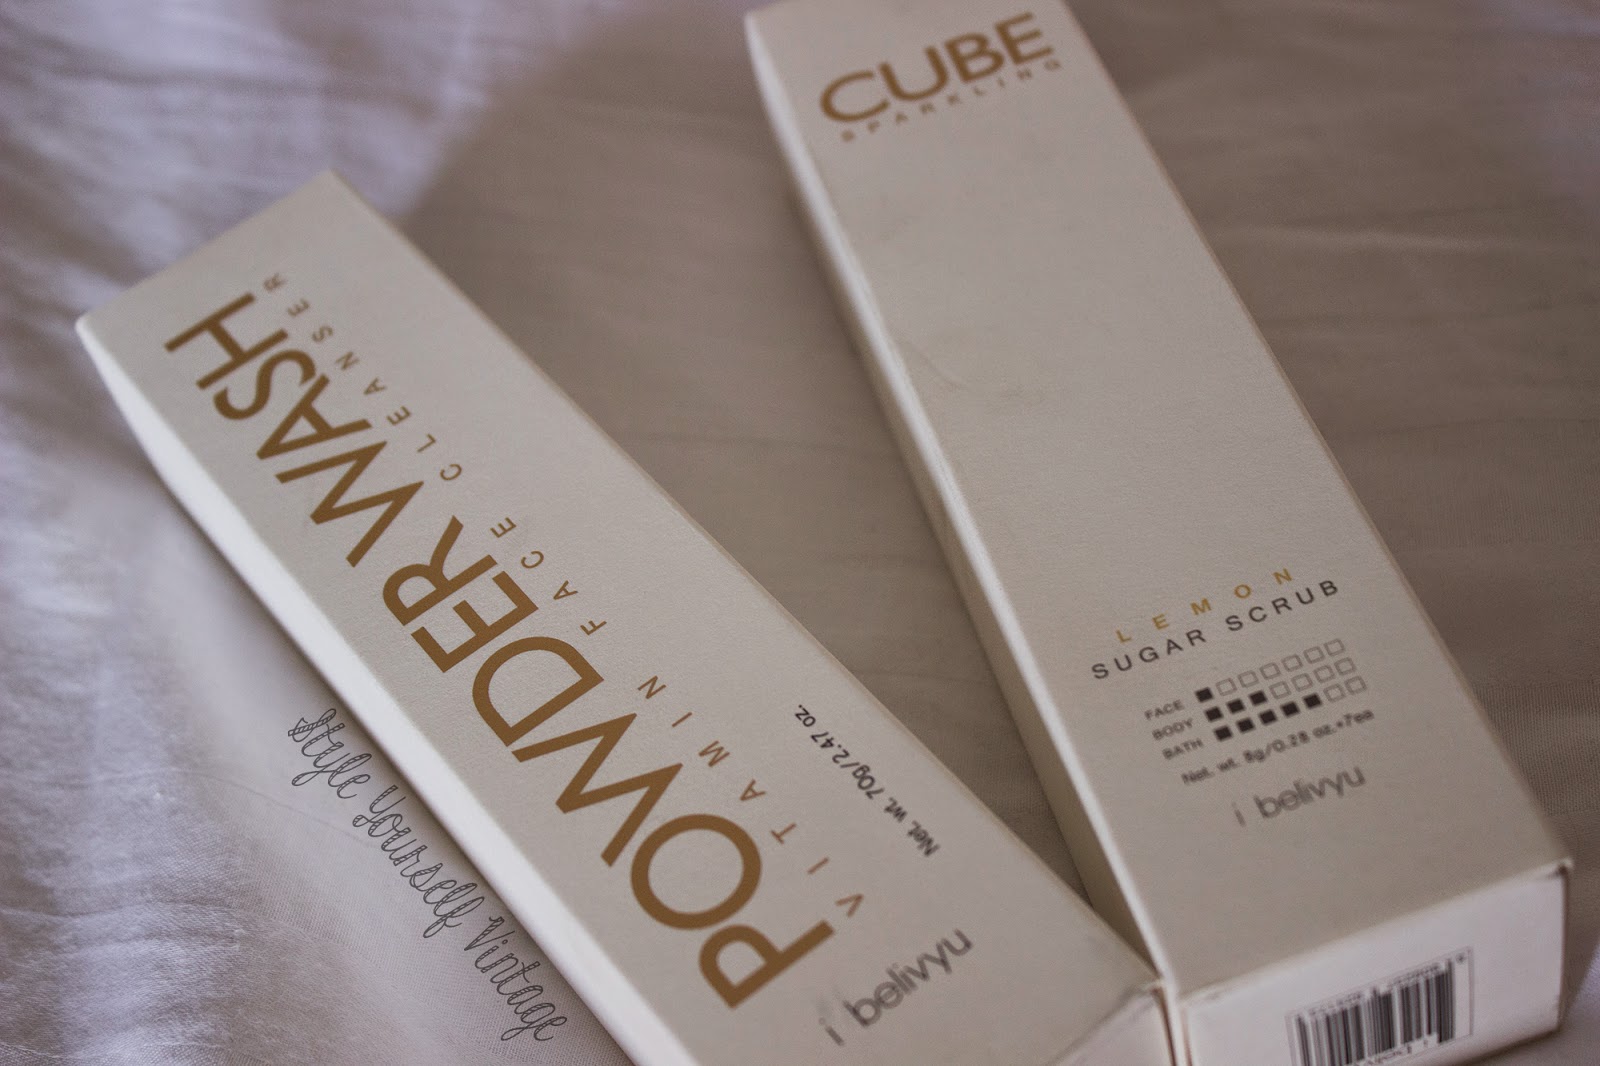 POWDER WASH
VITAMIN FACE CLEANSER
Net. wt. 70g/2.47 oz.
i belivyu
CUBE
SPARKLING
LEMON
SUGAR SCRUB
FACE
BODY
BATH
Net. wt. 8g/0.28 oz.*7ea
i belivyu
Style Yourself Vintage